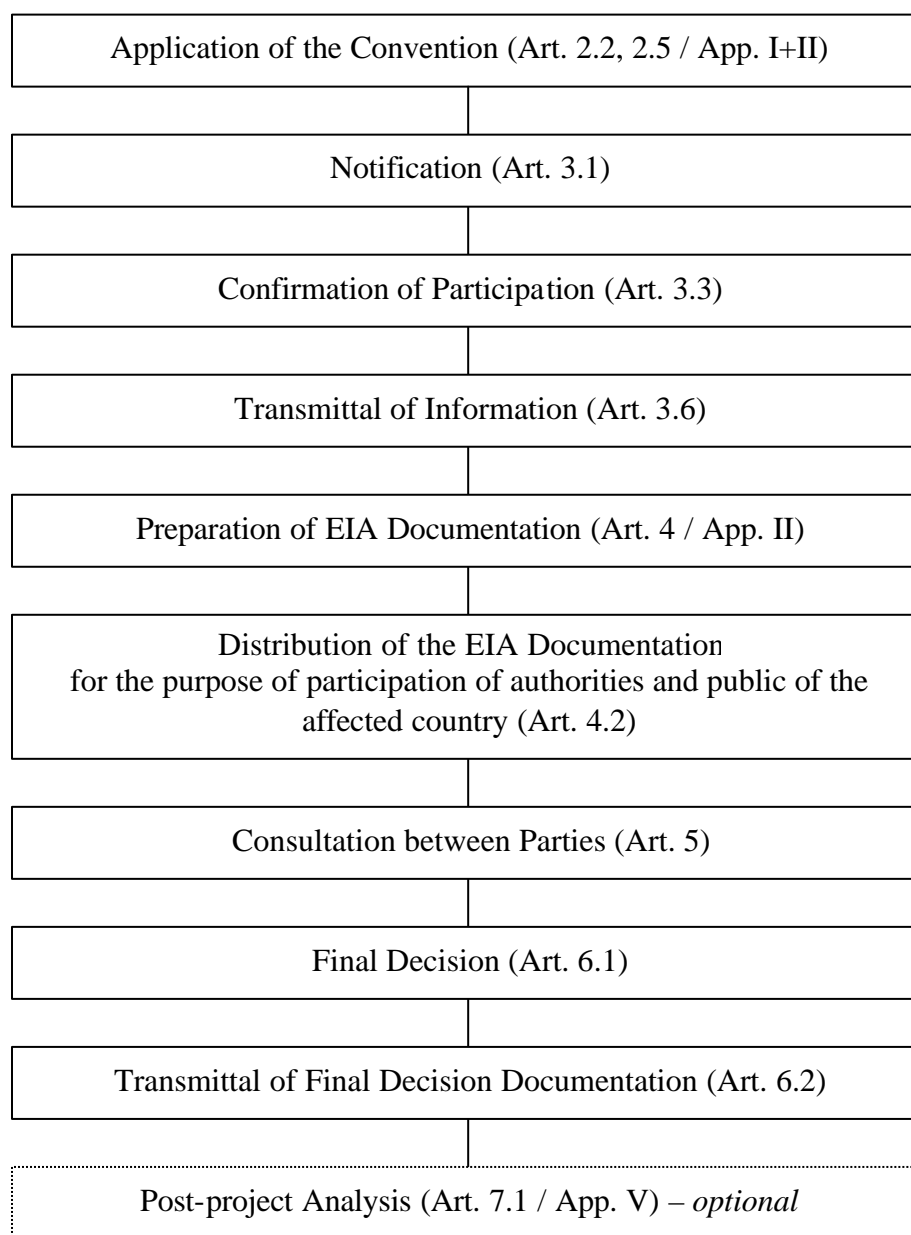 Application of the Convention (Art. 2.2, 2.5 / App. I+II)
Notification (Art. 3.1)
Confirmation of Participation (Art. 3.3)
Transmittal of Information (Art. 3.6)
Preparation of EIA Documentation (Art. 4 / App. II)
Distribution of the EIA Documentation
for the purpose of participation of authorities and public of the
affected country (Art. 4.2)
Consultation between Parties (Art. 5)
Final Decision (Art. 6.1)
Transmittal of Final Decision Documentation (Art. 6.2)
Post-project Analysis (Art. 7.1 / App. V) – optional